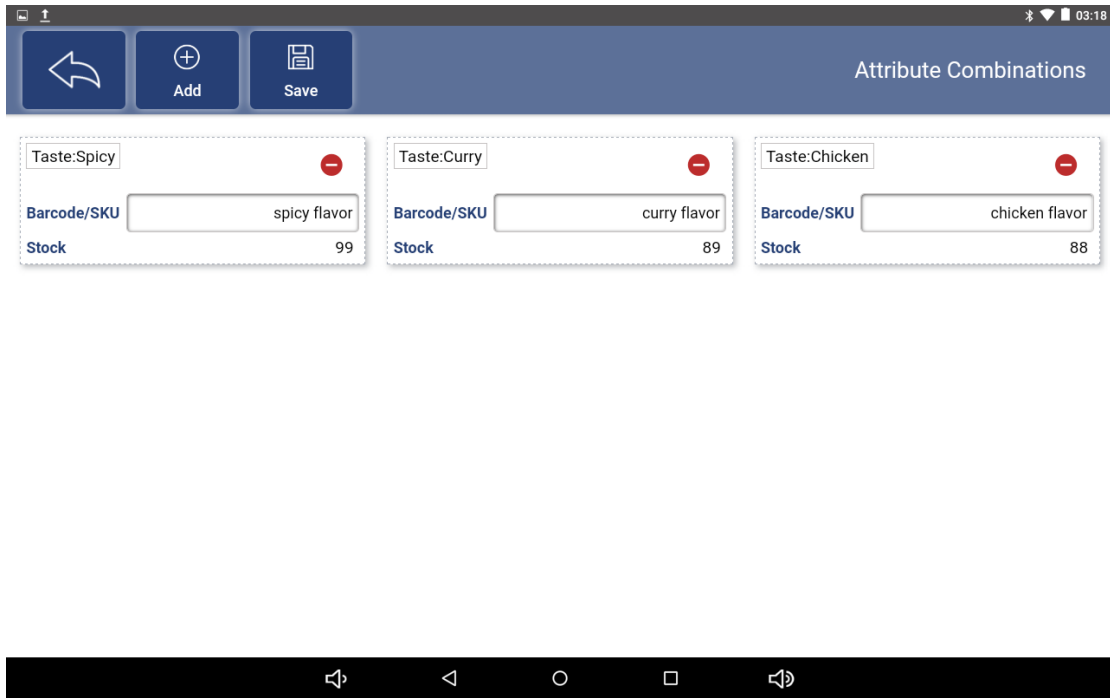 03:18
Add
Save
Attribute Combinations
Taste:Spicy
Barcode/SKU spicy flavor
Stock 99
Taste:Curry
Barcode/SKU curry flavor
Stock 89
Taste:Chicken
Barcode/SKU chicken flavor
Stock 88